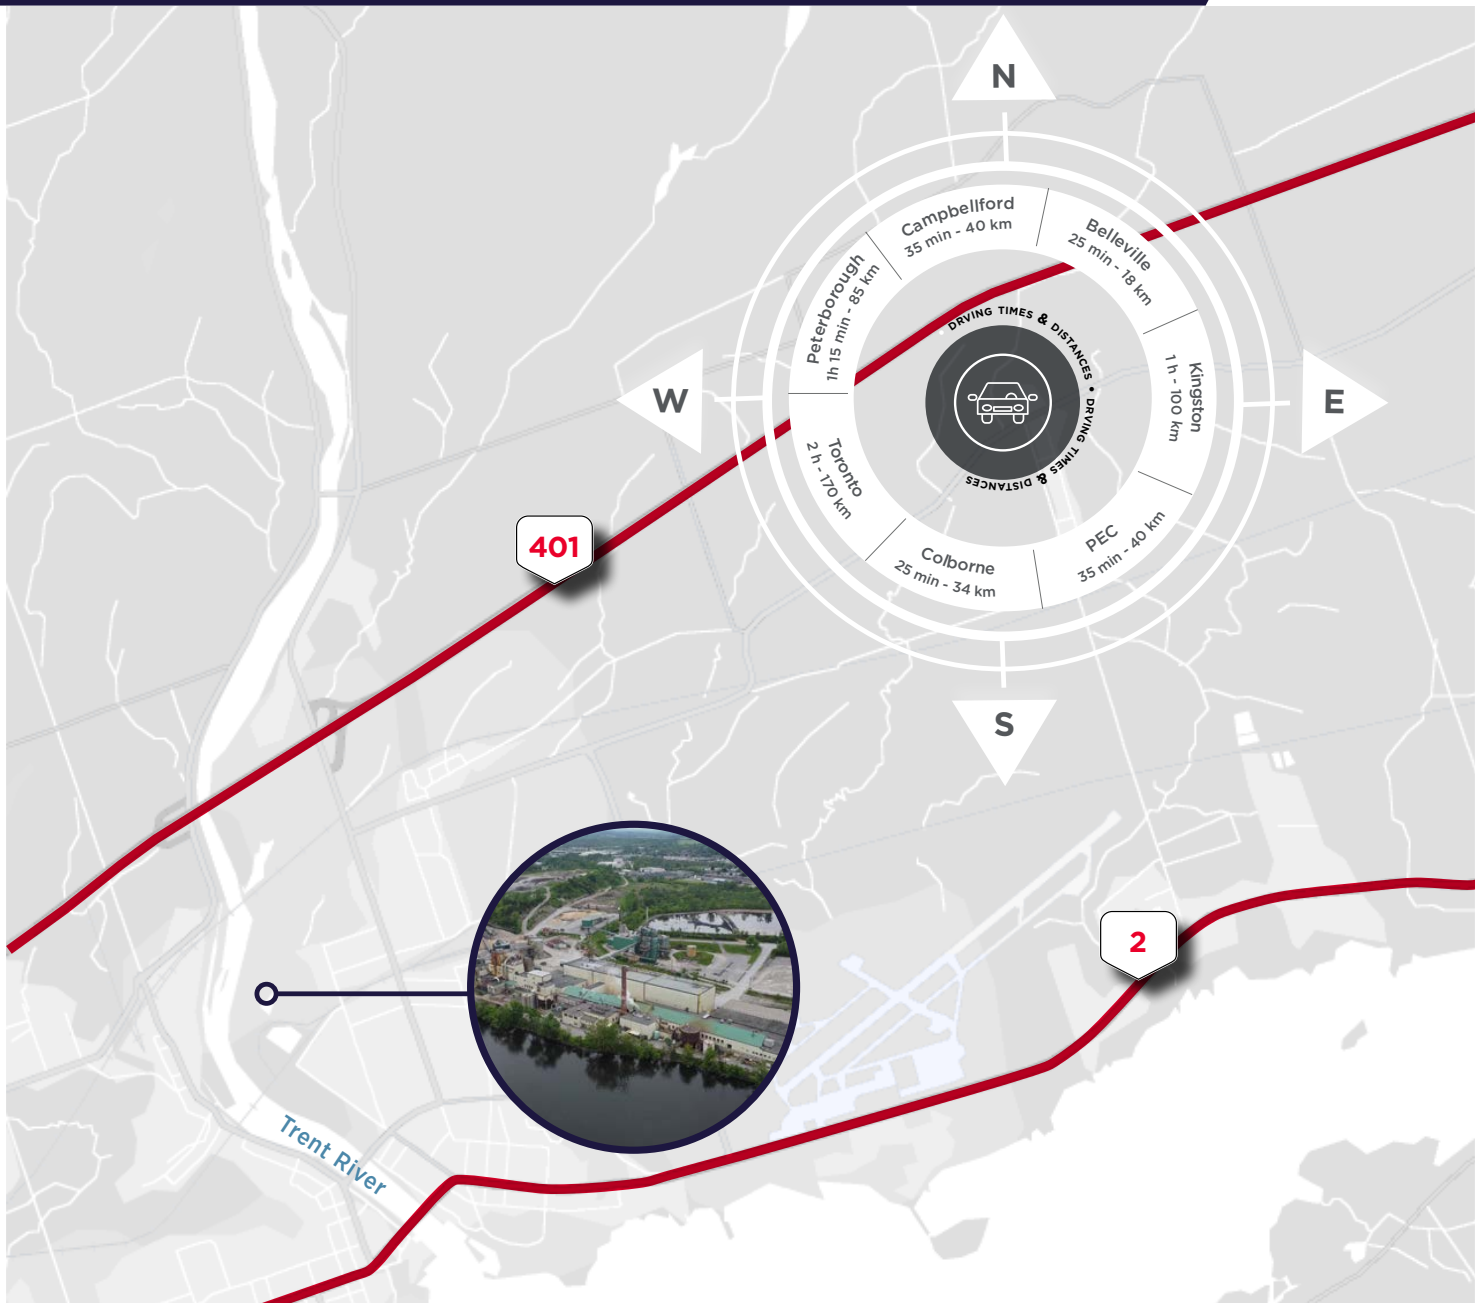 N
Campbellford
35 min - 40 km
Belleville
25 min - 18 km
Peterborough
1h 15 min - 85 km
DRVING TIMES & DISTANCES • DRVING TIMES & DISTANCES
Kingston
1 h - 100 km
W
E
Toronto
2 h - 170 km
PEC
35 min - 40 km
Colborne
25 min - 34 km
401
S
2
Trent River